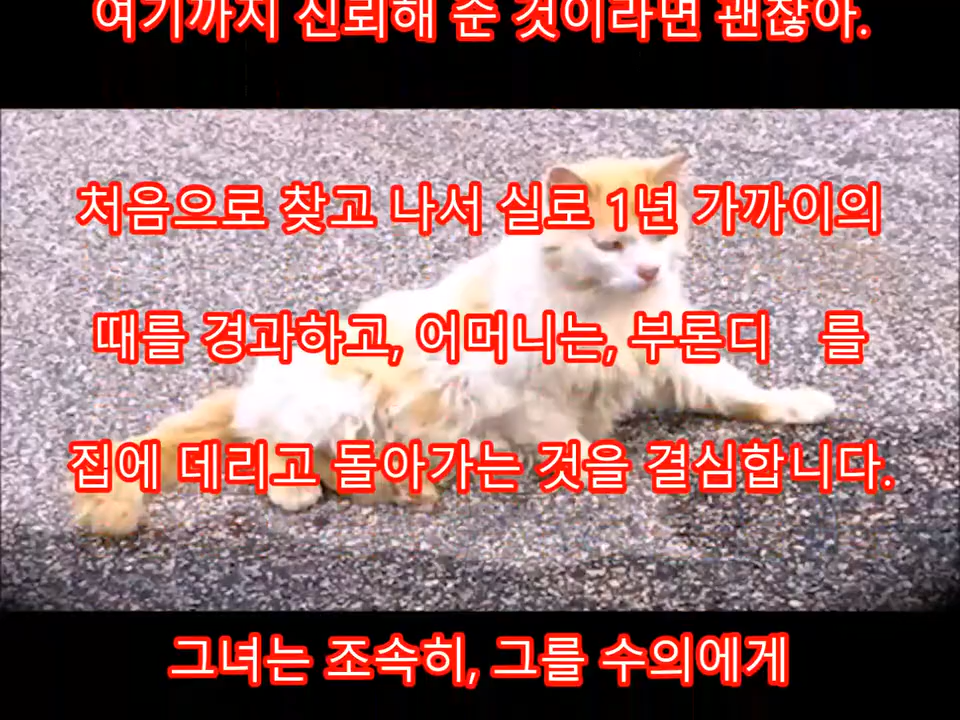 여기까지 신뢰해 준 것이라면 괜찮아.
처음으로 찾고 나서 실로 1년 가까이의
때를 경과하고, 어머니는, 부론디 를
집에 데리고 돌아가는 것을 결심합니다.
그녀는 조속히, 그를 수의에게